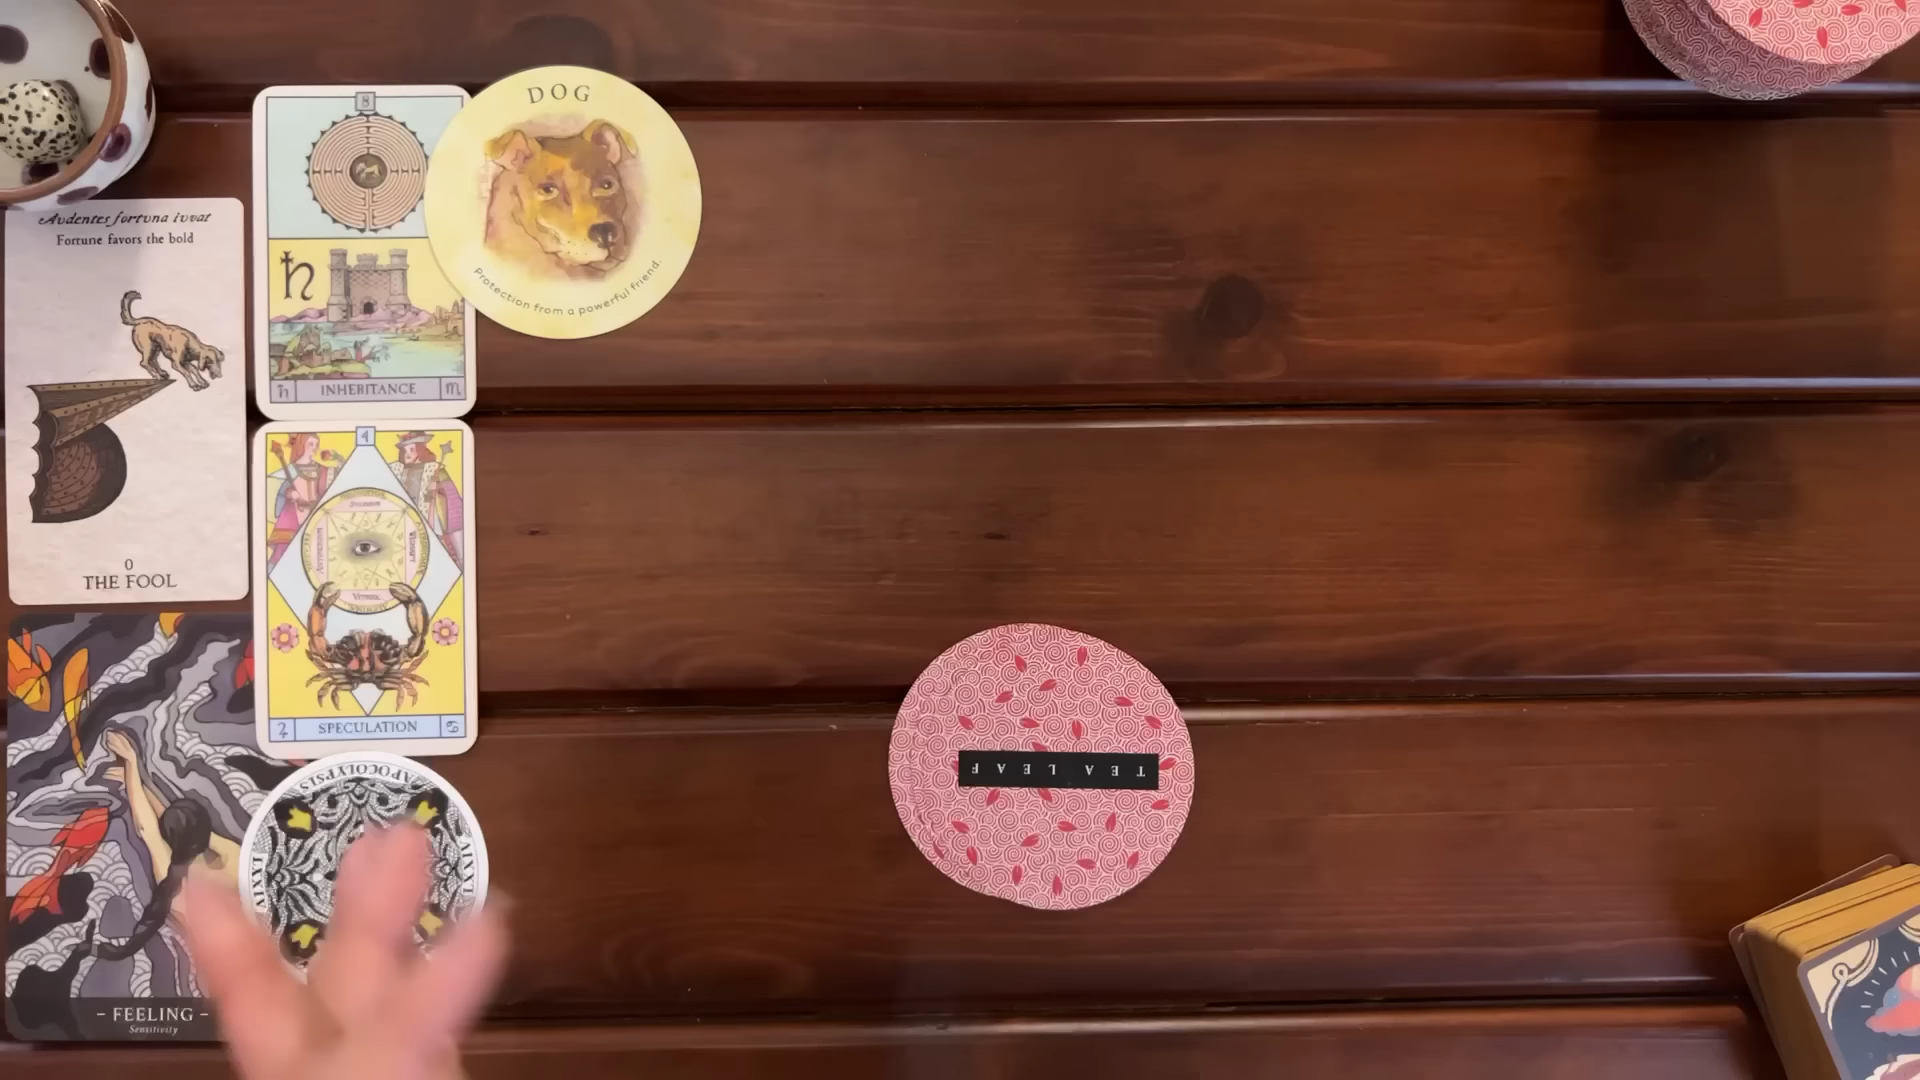 Audentes fortuna iuvat
Fortune favors the bold
0
THE FOOL
8
INHERITANCE
DOG
Protection from a powerful friend.
4
SPECULATION
APOCOLYPSIS
- FEELING -
Sensitivity
TEA LEAF